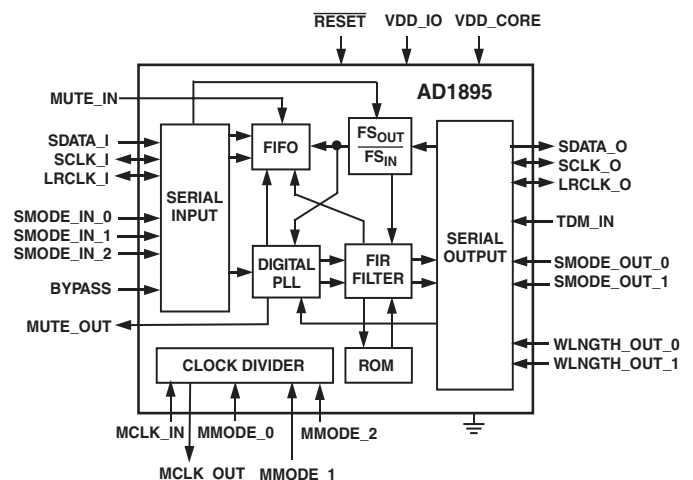 RESET VDD_IO VDD_CORE
AD1895
MUTE_IN
SDATA_I
SCLK_I
LRCLK_I
SMODE_IN_0
SMODE_IN_1
SMODE_IN_2
BYPASS
MUTE_OUT
SERIAL
INPUT
FIFO
FSOUT
FSIN
DIGITAL
PLL
FIR
FILTER
ROM
CLOCK DIVIDER
SERIAL
OUTPUT
SDATA_O
SCLK_O
LRCLK_O
TDM_IN
SMODE_OUT_0
SMODE_OUT_1
WLNGTH_OUT_0
WLNGTH_OUT_1
MCLK_IN MMODE_0 MMODE_2
MCLK_OUT MMODE_1